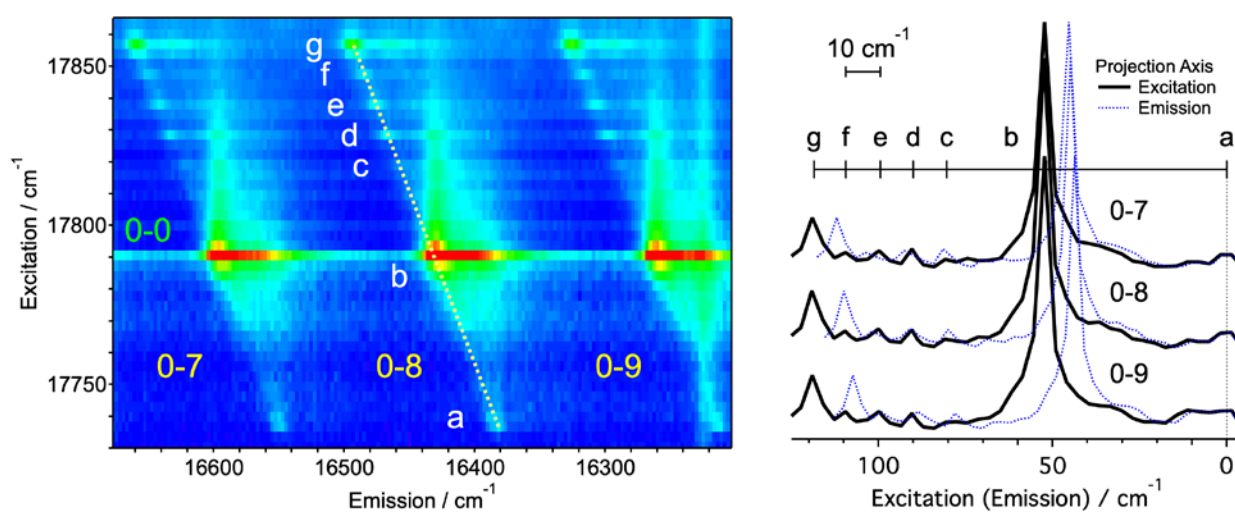 17850
17800
17750
Excitation / cm-1
g
f
e
d
c
b
a
0-0
0-7
0-8
0-9
16600
16500
16400
16300
Emission / cm-1
10 cm-1
Projection Axis
Excitation
Emission
g f e d c b a
0-7
0-8
0-9
100 50 0
Excitation (Emission) / cm-1